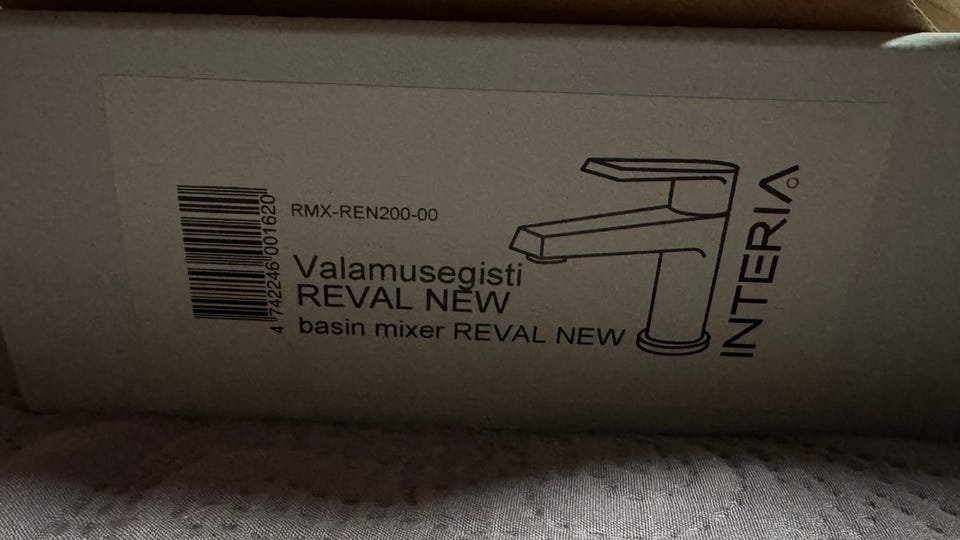 RMX-REN200-00
4 742246 001620
Valamusegisti
REVAL NEW
basin mixer REVAL NEW
INTERIA